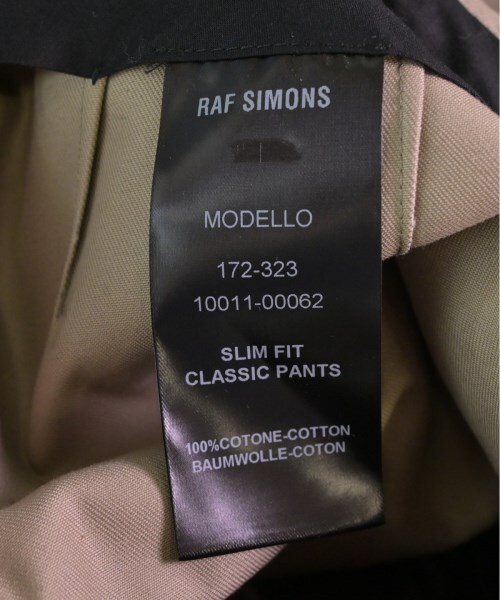 RAF SIMONS
MODELLO
172-323
10011-00062
SLIM FIT
CLASSIC PANTS
100%COTONE-COTTON
BAUMWOLLE-COTON